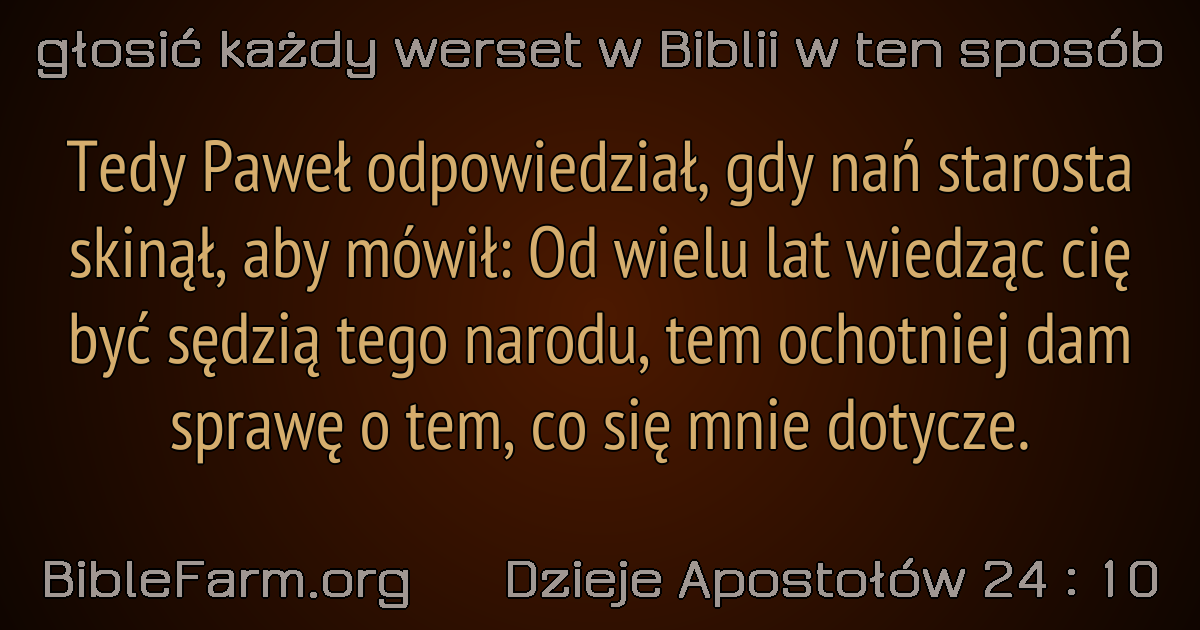 głosić każdy werset w Biblii w ten sposób
Tedy Paweł odpowiedział, gdy nań starosta
skinął, aby mówił: Od wielu lat wiedząc cię
być sędzią tego narodu, tem ochotniej dam
sprawę o tem, co się mnie dotycze.
BibleFarm.org Dzieje Apostołów 24 : 10